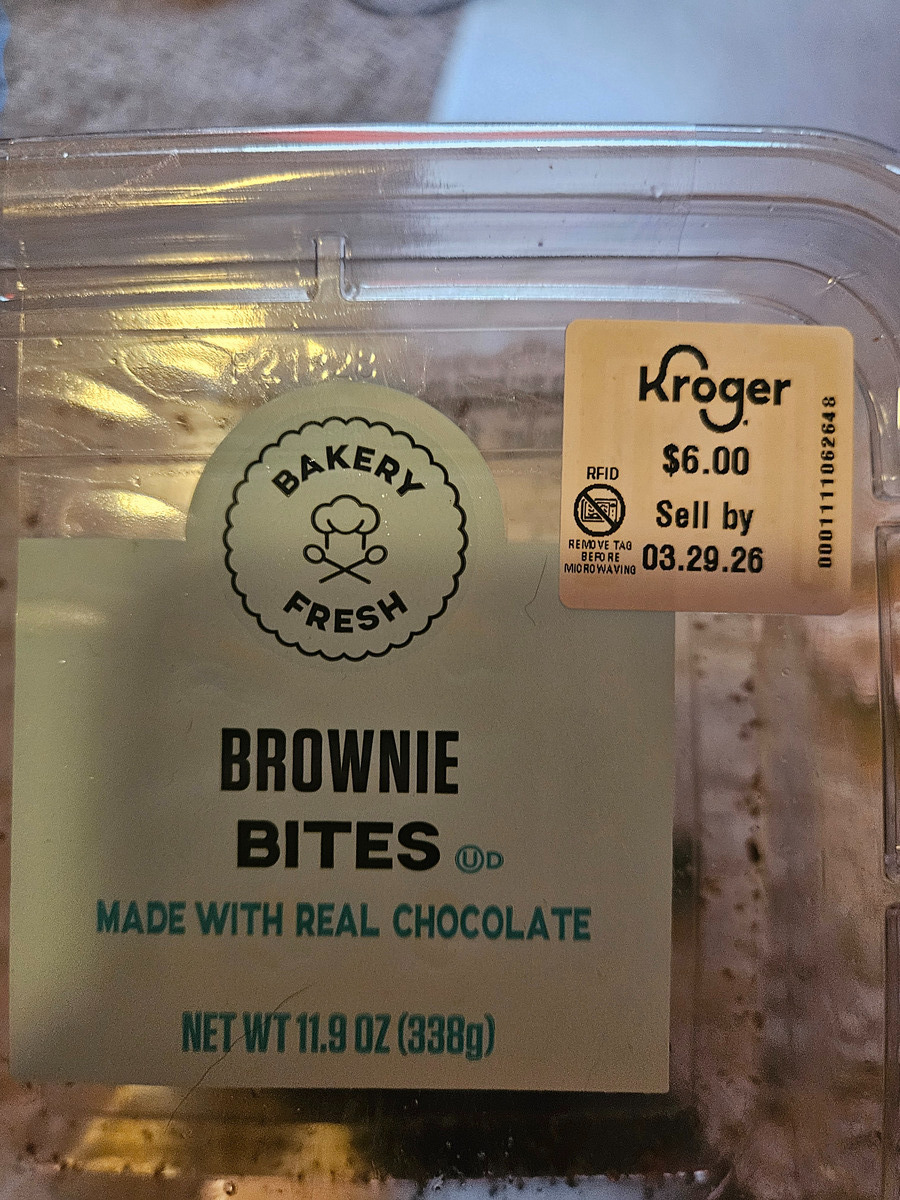 BAKERY
FRESH
BROWNIE
BITES UD
MADE WITH REAL CHOCOLATE
NET WT 11.9 OZ (338g)
Kroger
$6.00
RFID
REMOVE TAG
BEFORE
MICROWAVING
Sell by
03.29.26
0001111062648